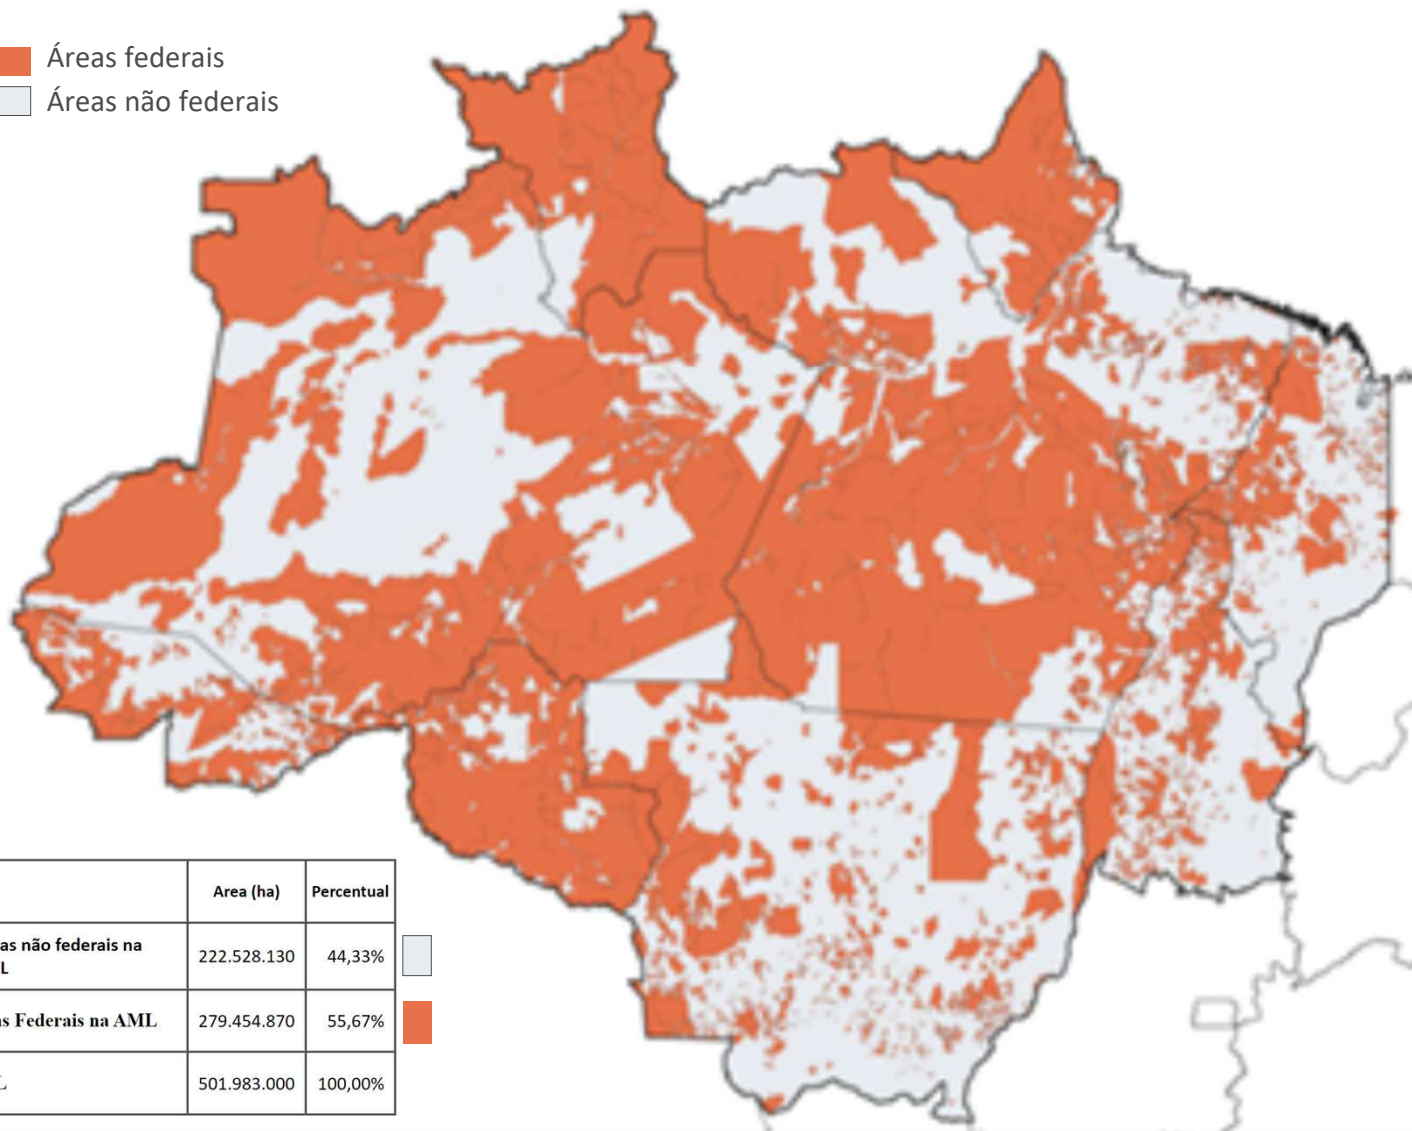 Áreas federais
Áreas não federais
Area (ha) Percentual
as não federais na
L 222.528.130 44,33%
s Federais na AML 279.454.870 55,67%
L 501.983.000 100,00%